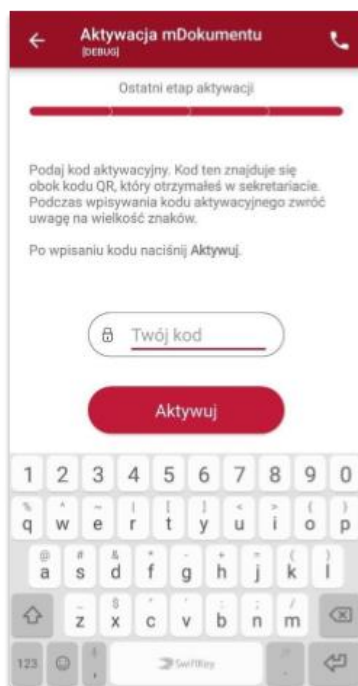 Aktywacja mDokumentu
[DEBUG]
Ostatni etap aktywacji
Podaj kod aktywacyjny. Kod ten znajduje się
obok kodu QR, który otrzymałeś w sekretariacie.
Podczas wpisywania kodu aktywacyjnego zwróć
uwagę na wielkość znaków.
Po wpisaniu kodu naciśnij Aktywuj.
Twój kod
Aktywuj
1 2 3 4 5 6 7 8 9 0
q w e r t y u i o p
a s d f g h j k l
z x c v b n m
123 , SwiftKey .